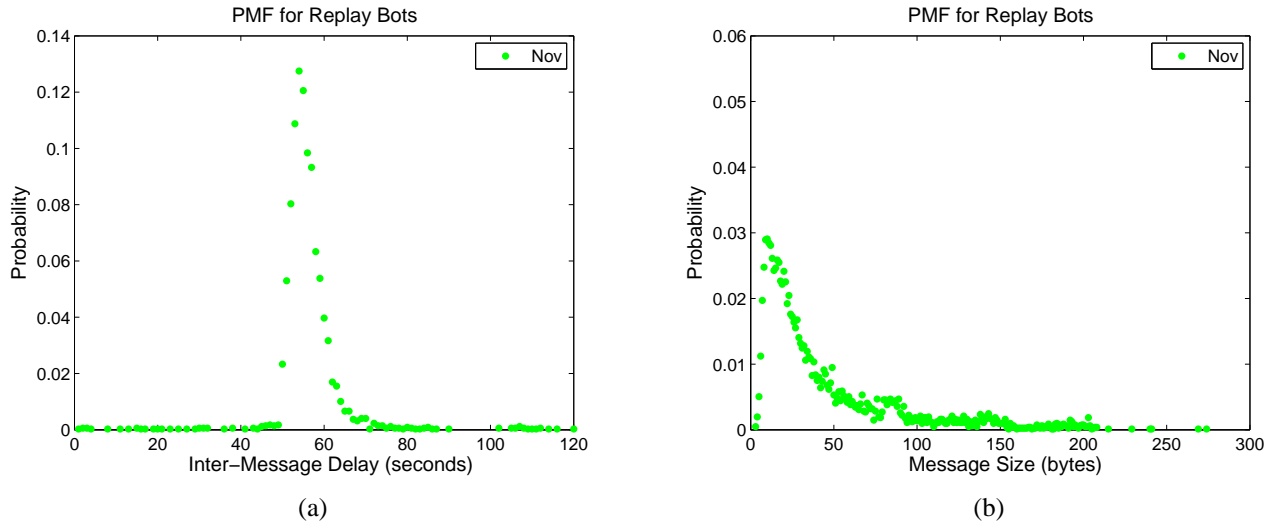 PMF for Replay Bots
Nov
0.14
0.12
0.1
0.08
0.06
0.04
0.02
0
Probability
0 20 40 60 80 100 120
Inter−Message Delay (seconds)
(a)
PMF for Replay Bots
Nov
0.06
0.05
0.04
0.03
0.02
0.01
0
Probability
0 50 100 150 200 250 300
Message Size (bytes)
(b)